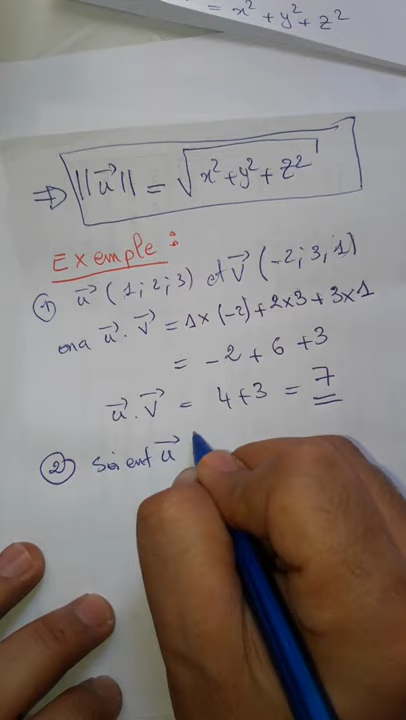 = x² + y² + z²
⇒ ||u⃗|| = √x² + y² + z²
Exemple :
① u⃗ (1; 2; 3) et v⃗ (-2; 3, 1)
ona u⃗ . v⃗ = 1 x (-2) + 2 x 3 + 3 x 1
= -2 + 6 + 3
u⃗ . v⃗ = 4 + 3 = 7
② Soient u⃗